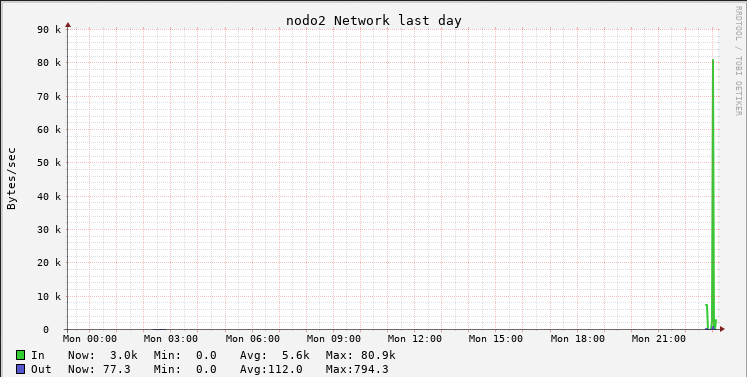 nodo2 Network last day
RRDTOOL / TOBI OETIKER
Bytes/sec
90 k
80 k
70 k
60 k
50 k
40 k
30 k
20 k
10 k
0
Mon 00:00 Mon 03:00 Mon 06:00 Mon 09:00 Mon 12:00 Mon 15:00 Mon 18:00 Mon 21:00
In Now: 3.0k Min: 0.0 Avg: 5.6k Max: 80.9k
Out Now: 77.3 Min: 0.0 Avg:112.0 Max:794.3